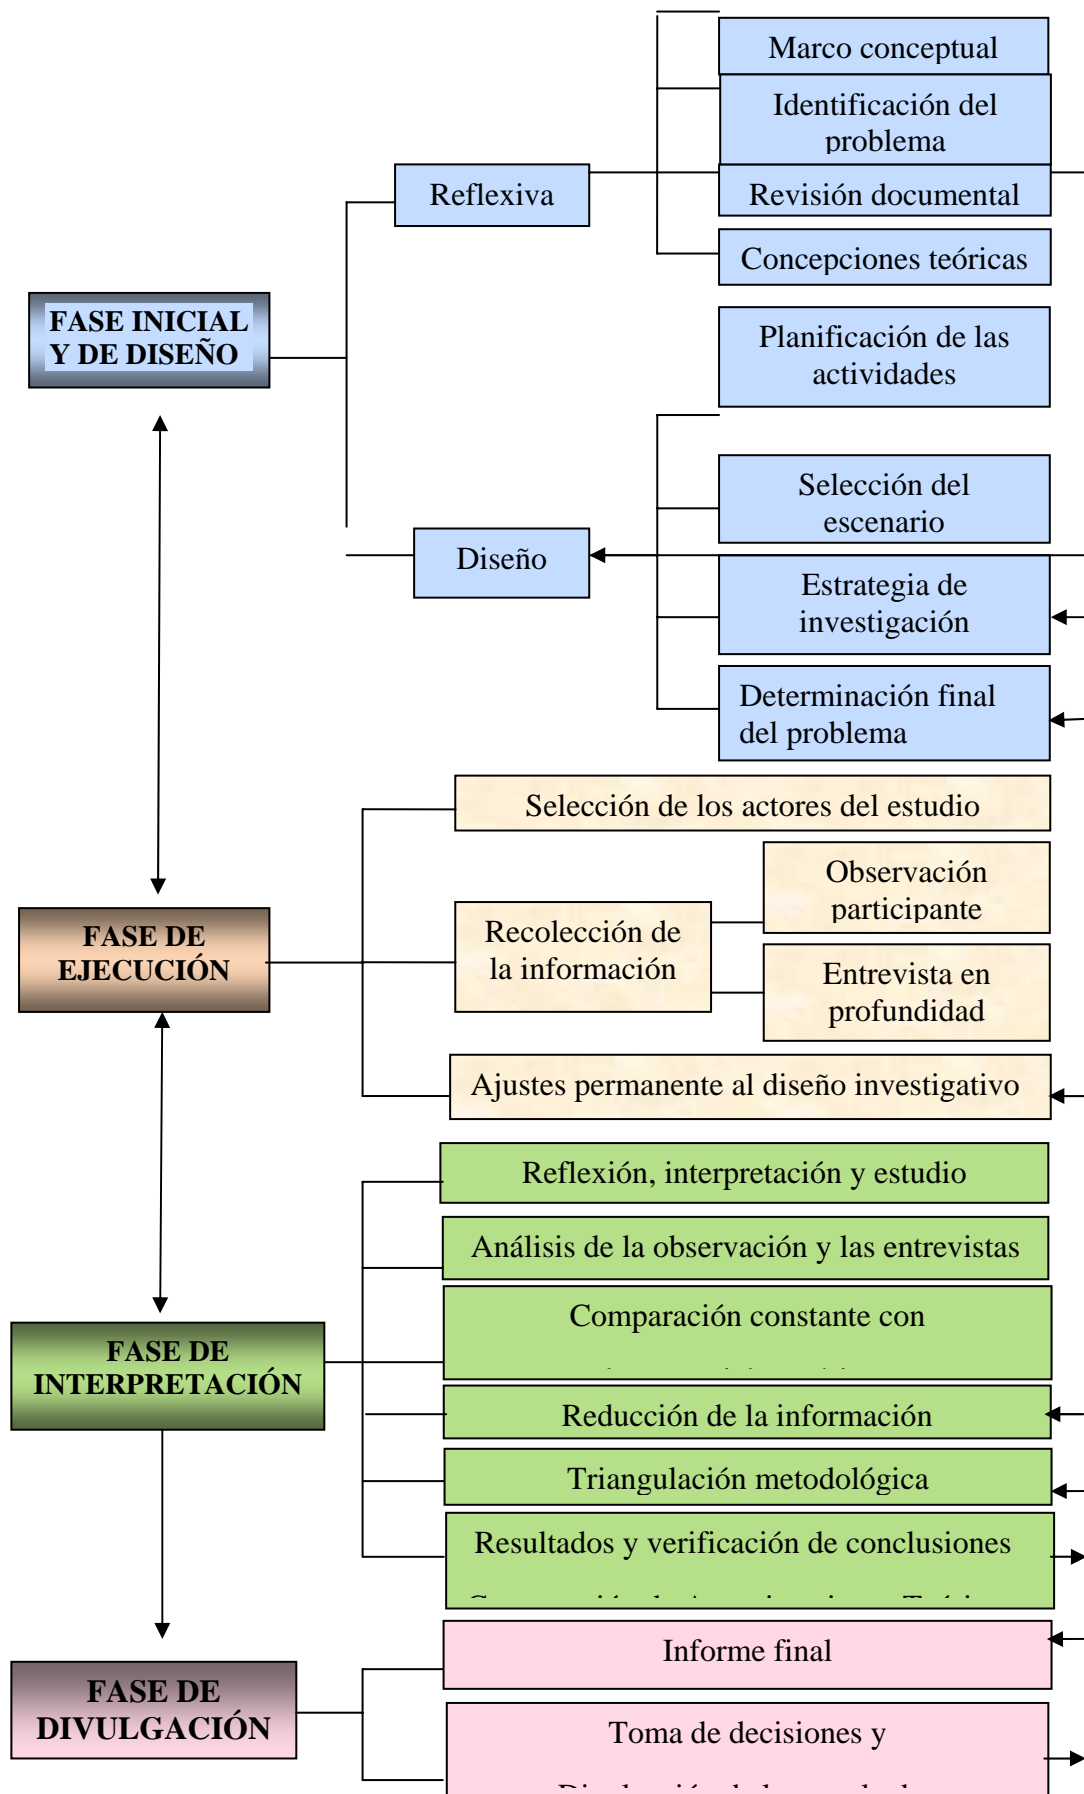 Marco conceptual
Identificación del
problema
Reflexiva
Revisión documental
Concepciones teóricas
FASE INICIAL
Y DE DISEÑO
Planificación de las
actividades
Selección del
escenario
Diseño
Estrategia de
investigación
Determinación final
del problema
Selección de los actores del estudio
Observación
participante
FASE DE
EJECUCIÓN
Recolección de
la información
Entrevista en
profundidad
Ajustes permanente al diseño investigativo
Reflexión, interpretación y estudio
Análisis de la observación y las entrevistas
Comparación constante con
FASE DE
INTERPRETACIÓN
Reducción de la información
Triangulación metodológica
Resultados y verificación de conclusiones
Informe final
FASE DE
DIVULGACIÓN
Toma de decisiones y